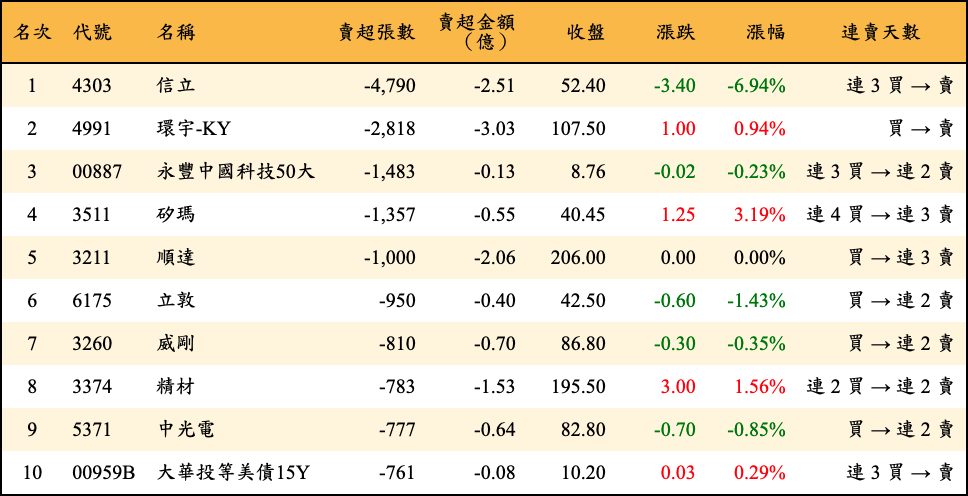 名次 代號 名稱 賣超張數 賣超金額（億） 收盤 漲跌 漲幅 連賣天數
1 4303 信立 -4,790 -2.51 52.40 -3.40 -6.94% 連 3 買 → 賣
2 4991 環宇-KY -2,818 -3.03 107.50 1.00 0.94% 買 → 賣
3 00887 永豐中國科技50大 -1,483 -0.13 8.76 -0.02 -0.23% 連 3 買 → 連 2 賣
4 3511 矽瑪 -1,357 -0.55 40.45 1.25 3.19% 連 4 買 → 連 3 賣
5 3211 順達 -1,000 -2.06 206.00 0.00 0.00% 買 → 連 3 賣
6 6175 立敦 -950 -0.40 42.50 -0.60 -1.43% 買 → 連 2 賣
7 3260 威剛 -810 -0.70 86.80 -0.30 -0.35% 買 → 連 2 賣
8 3374 精材 -783 -1.53 195.50 3.00 1.56% 連 2 買 → 連 2 賣
9 5371 中光電 -777 -0.64 82.80 -0.70 -0.85% 買 → 連 2 賣
10 00959B 大華投等美債15Y -761 -0.08 10.20 0.03 0.29% 連 3 買 → 賣